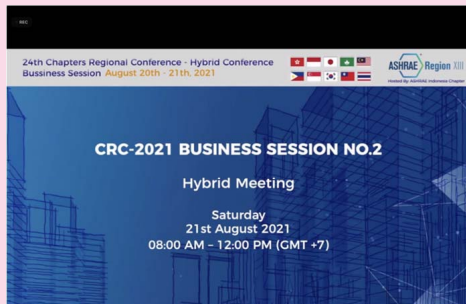 REC
24th Chapters Regional Conference - Hybrid Conference
Bussiness Session August 20th - 21th, 2021
ASHRAE Region XIII
Hosted By: ASHRAE Indonesia Chapter
CRC-2021 BUSINESS SESSION NO.2
Hybrid Meeting
Saturday
21st August 2021
08:00 AM – 12:00 PM (GMT +7)